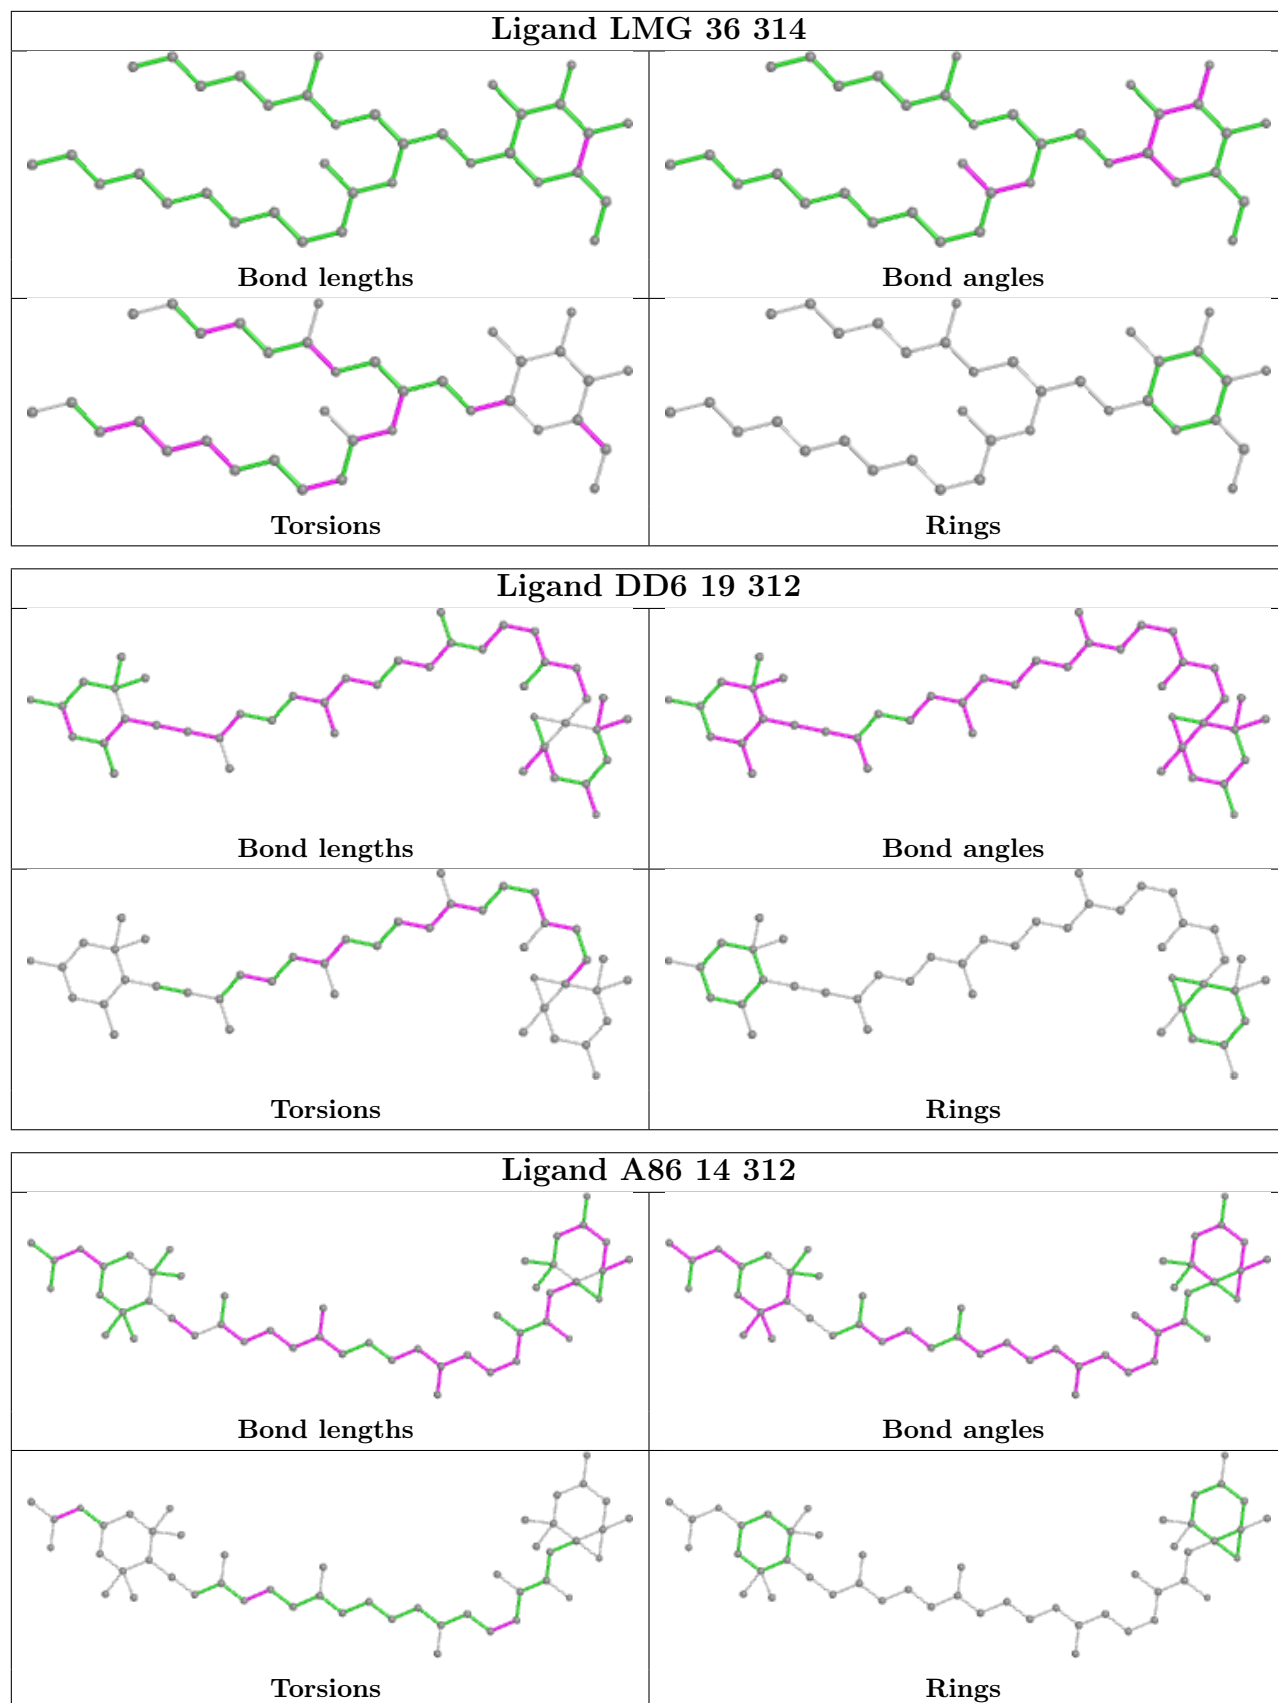 Ligand LMG 36 314
Bond lengths
Bond angles
Torsions
Rings
Ligand DD6 19 312
Bond lengths
Bond angles
Torsions
Rings
Ligand A86 14 312
Bond lengths
Bond angles
Torsions
Rings